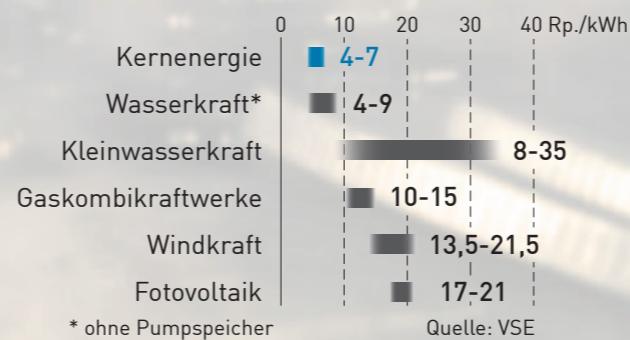 0 10 20 30 40 Rp./kWh
Kernenergie 4-7
Wasserkraft* 4-9
Kleinwasserkraft 8-35
Gaskombikraftwerke 10-15
Windkraft 13,5-21,5
Fotovoltaik 17-21
* ohne Pumpspeicher Quelle: VSE